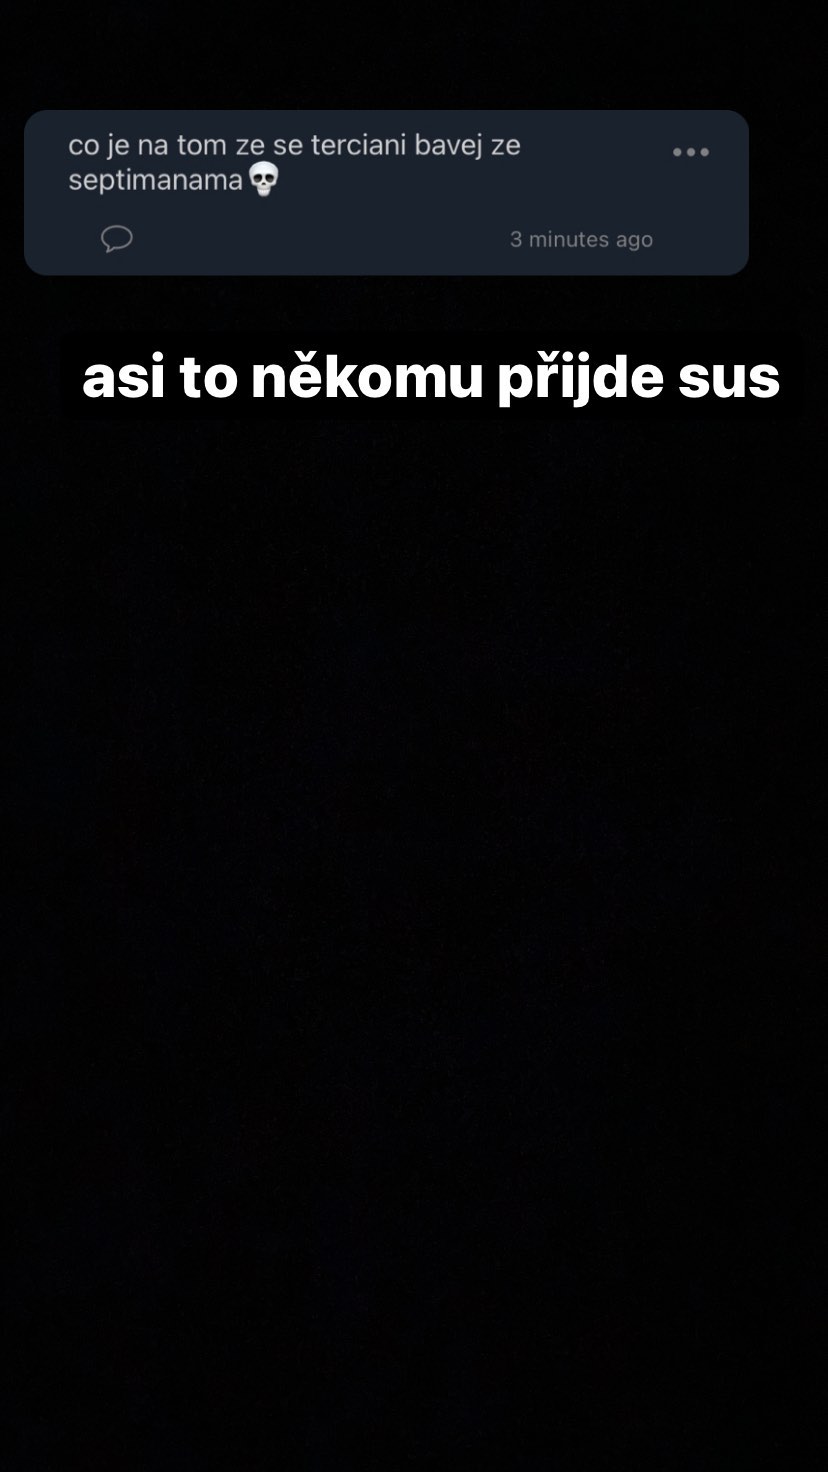 co je na tom ze se terciani bavej ze
septimanama💀
3 minutes ago
asi to někomu přijde sus